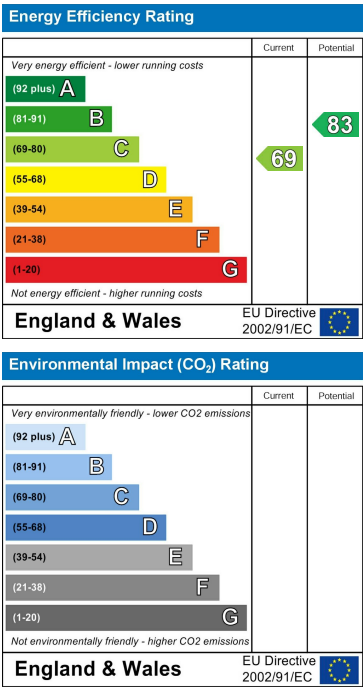 Energy Efficiency Rating
Current Potential
Very energy efficient - lower running costs
(92 plus) A
(81-91) B
(69-80) C
(55-68) D
(39-54) E
(21-38) F
(1-20) G
69
83
Not energy efficient - higher running costs
England & Wales
EU Directive
2002/91/EC
Environmental Impact (CO₂) Rating
Current Potential
Very environmentally friendly - lower CO2 emissions
(92 plus) A
(81-91) B
(69-80) C
(55-68) D
(39-54) E
(21-38) F
(1-20) G
Not environmentally friendly - higher CO2 emissions
England & Wales
EU Directive
2002/91/EC